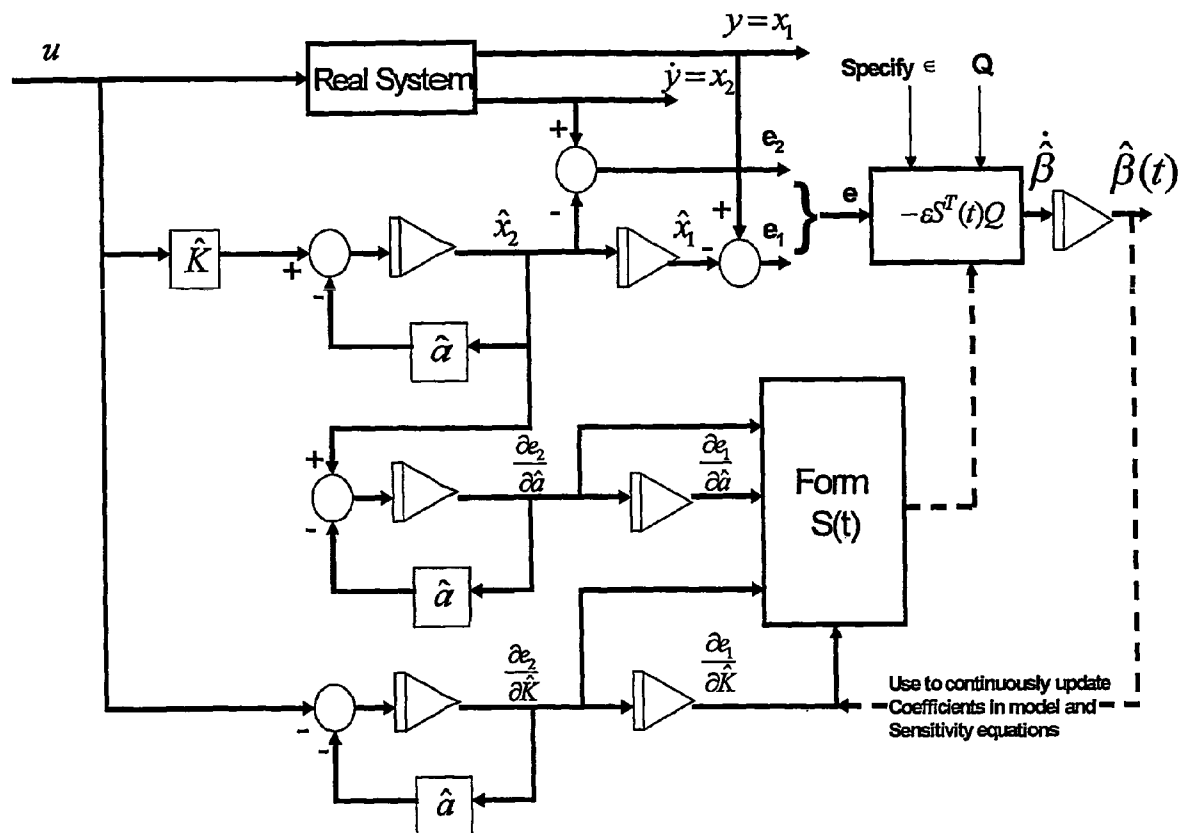 u
Real System
y = x₁
ẏ = x₂
Specify ∈
Q
+
e₂
-
+
e₁
-
}
e
-εSᵀ(t)Q
β̂̇
β̂(t)
K̂
+
-
x̂₂
x̂₁
â
+
-
∂e₂/∂â
∂e₁/∂â
â
Form
S(t)
-
-
∂e₂/∂K̂
∂e₁/∂K̂
â
Use to continuously update
Coefficients in model and
Sensitivity equations